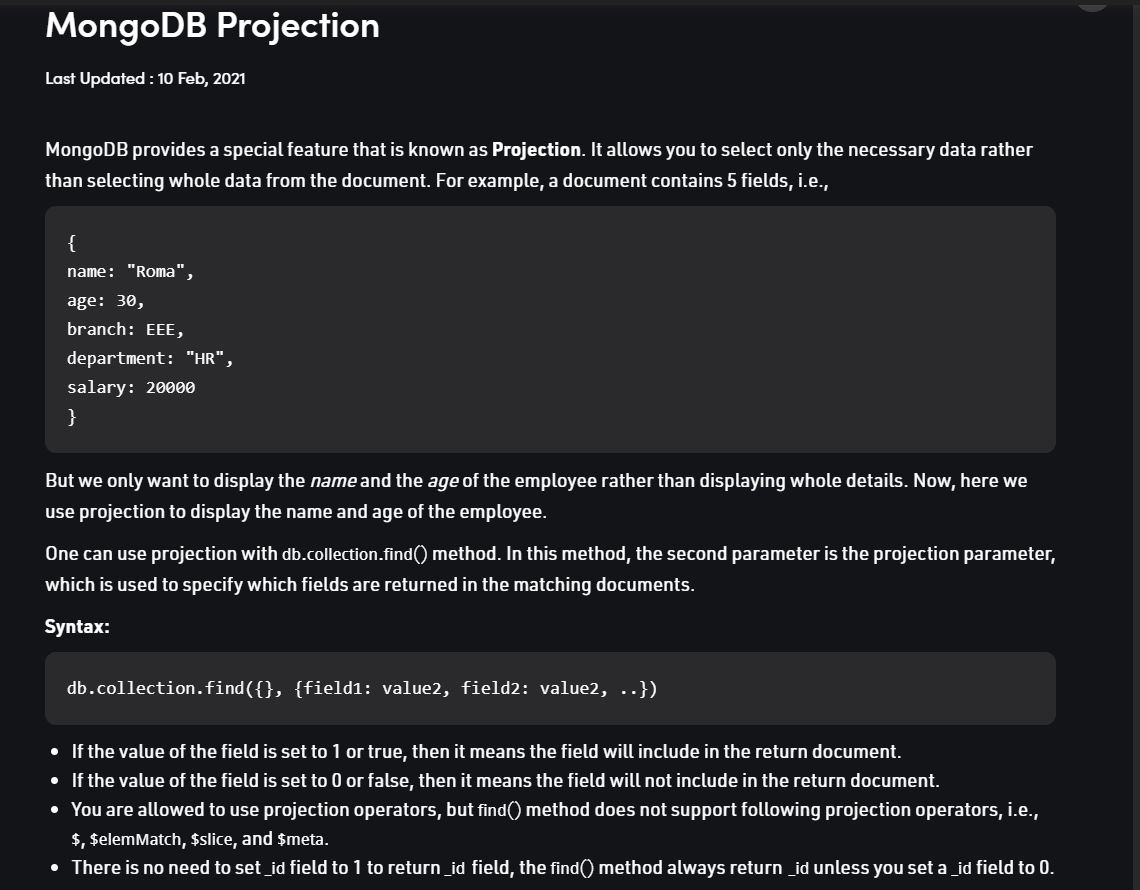 MongoDB Projection
Last Updated : 10 Feb, 2021
MongoDB provides a special feature that is known as Projection. It allows you to select only the necessary data rather
than selecting whole data from the document. For example, a document contains 5 fields, i.e.,
{
name: "Roma",
age: 30,
branch: EEE,
department: "HR",
salary: 20000
}
But we only want to display the name and the age of the employee rather than displaying whole details. Now, here we
use projection to display the name and age of the employee.
One can use projection with db.collection.find() method. In this method, the second parameter is the projection parameter,
which is used to specify which fields are returned in the matching documents.
Syntax:
db.collection.find({}, {field1: value2, field2: value2, ..})
• If the value of the field is set to 1 or true, then it means the field will include in the return document.
• If the value of the field is set to 0 or false, then it means the field will not include in the return document.
• You are allowed to use projection operators, but find() method does not support following projection operators, i.e.,
$, $elemMatch, $slice, and $meta.
• There is no need to set _id field to 1 to return _id field, the find() method always return _id unless you set a _id field to 0.